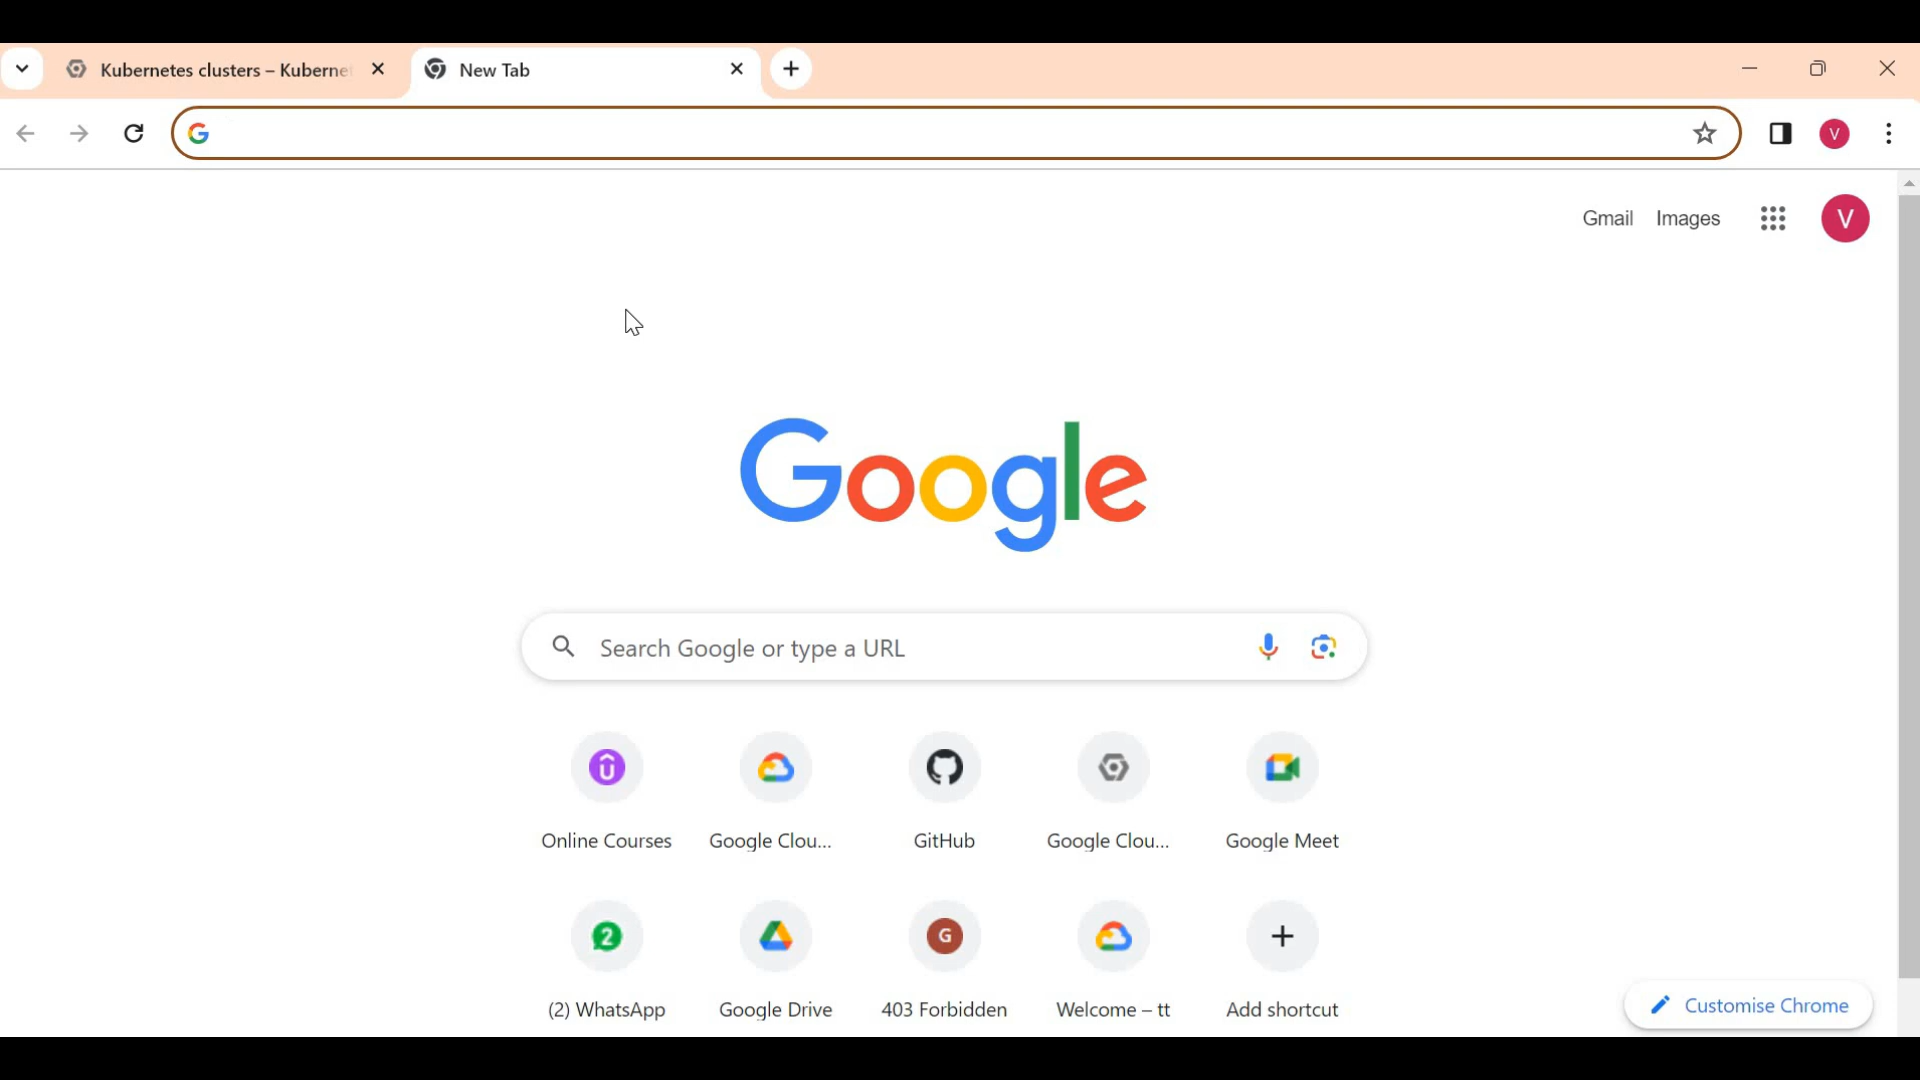 Kubernetes clusters – Kuberne
New Tab
V
Gmail Images V
Google
Search Google or type a URL
Online Courses Google Clou... GitHub Google Clou... Google Meet
2 G
(2) WhatsApp Google Drive 403 Forbidden Welcome – tt Add shortcut
Customise Chrome